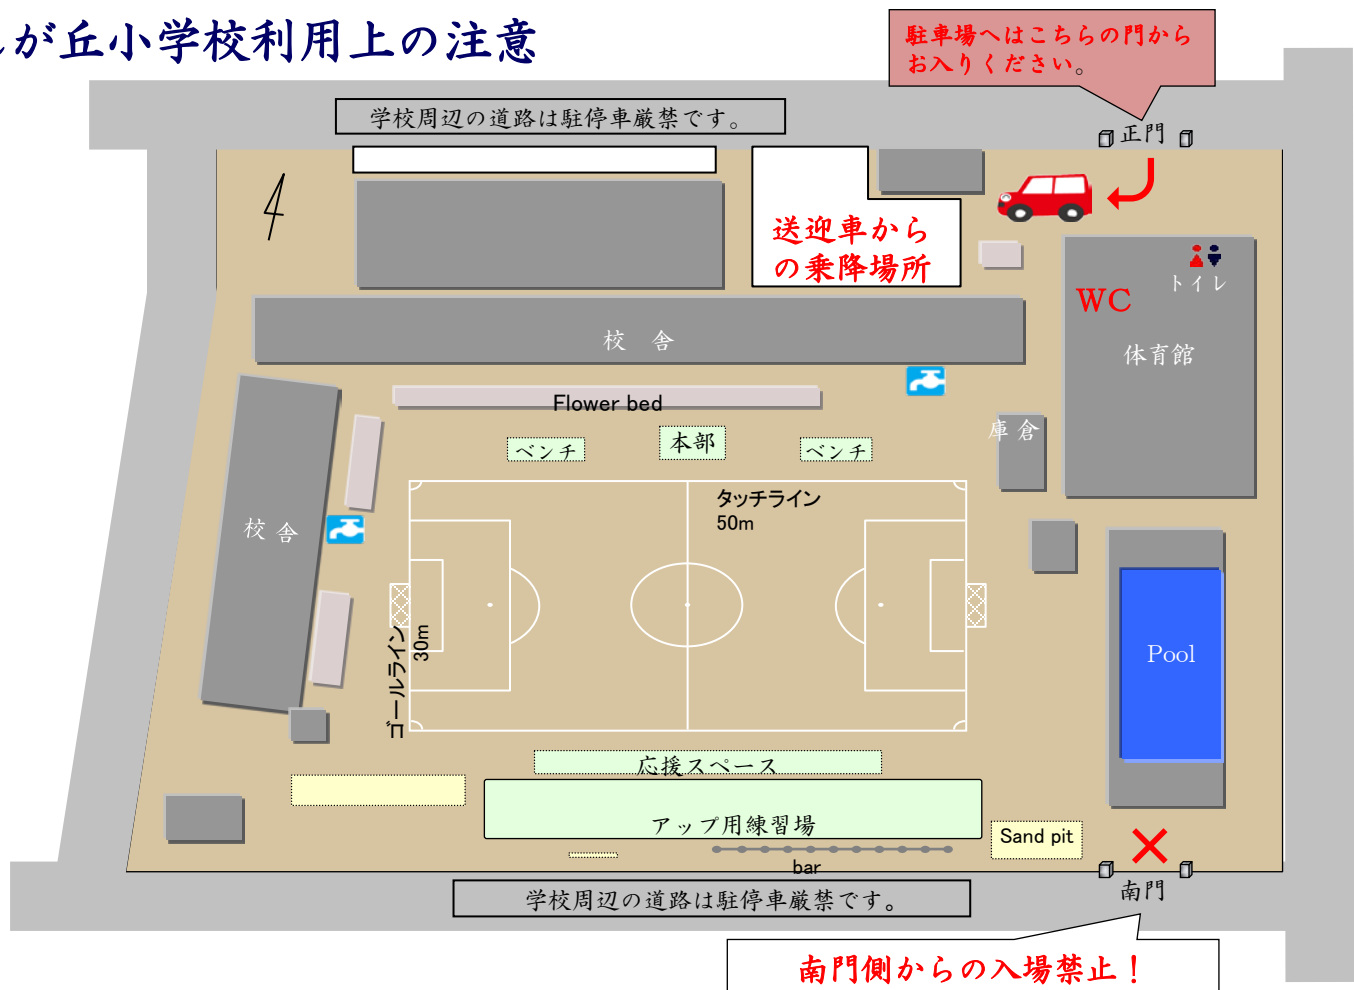 が丘小学校利用上の注意
駐車場へはこちらの門から
お入りください。
学校周辺の道路は駐停車厳禁です。
正門
送迎車から
の乗降場所
トイレ
WC
体育館
校 舎
Flower bed
庫倉
ベンチ
本部
ベンチ
タッチライン
50m
校 舎
ゴールライン
30m
Pool
応援スペース
アップ用練習場
Sand pit
bar
南門
学校周辺の道路は駐停車厳禁です。
南門側からの入場禁止！